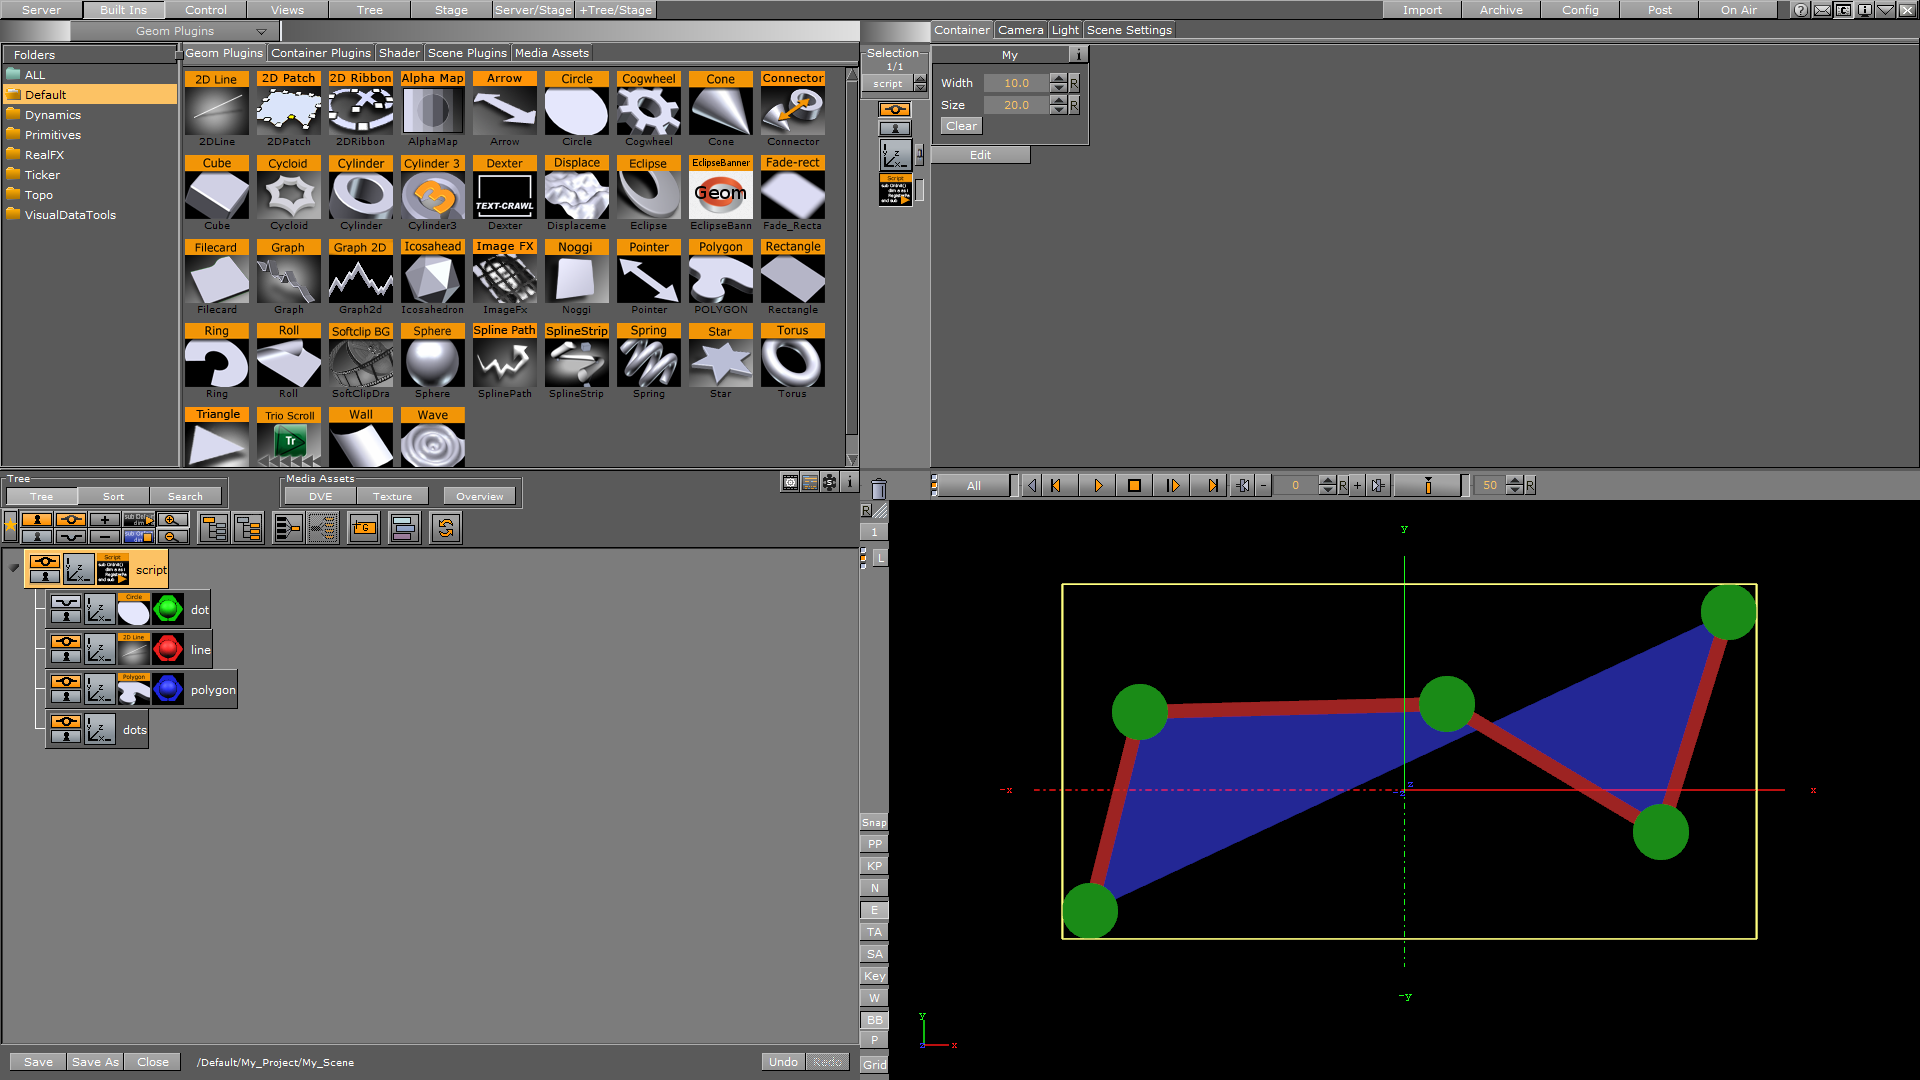 Server Built Ins Control Views Tree Stage Server/Stage +Tree/Stage Import Archive Config Post On Air
Geom Plugins
Folders
ALL
Default
Dynamics
Primitives
RealFX
Ticker
Topo
VisualDataTools
Geom Plugins Container Plugins Shader Scene Plugins Media Assets
2D Line 2D Patch 2D Ribbon Alpha Map Arrow Circle Cogwheel Cone Connector
2DLine 2DPatch 2DRibbon AlphaMap Arrow Circle Cogwheel Cone Connector
Cube Cycloid Cylinder Cylinder 3 Dexter Displace Eclipse EclipseBanner Fade-rect
TEXT-CRAWL Geom
Cube Cycloid Cylinder Cylinder3 Dexter Displaceme Eclipse EclipseBann Fade_Recta
Filecard Graph Graph 2D Icosahead Image FX Noggi Pointer Polygon Rectangle
Filecard Graph Graph2d Icosahedron ImageFx Noggi Pointer POLYGON Rectangle
Ring Roll Softclip BG Sphere Spline Path SplineStrip Spring Star Torus
Ring Roll SoftClipDra Sphere SplinePath SplineStrip Spring Star Torus
Triangle Trio Scroll Wall Wave
Tr
Selection
1/1
script
Container Camera Light Scene Settings
My i
Width 10.0 R
Size 20.0 R
Clear
Edit
Script
Tree
Tree Sort Search
Media Assets
DVE Texture Overview
script
Circle dot
2D Line line
Polygon polygon
dots
All 0 R 50 R
R
1
L
Snap
PP
KP
N
E
TA
SA
Key
W
BB
P
Grid
y
-x x
z
-y
y
x
Save Save As Close /Default/My_Project/My_Scene Undo Redo